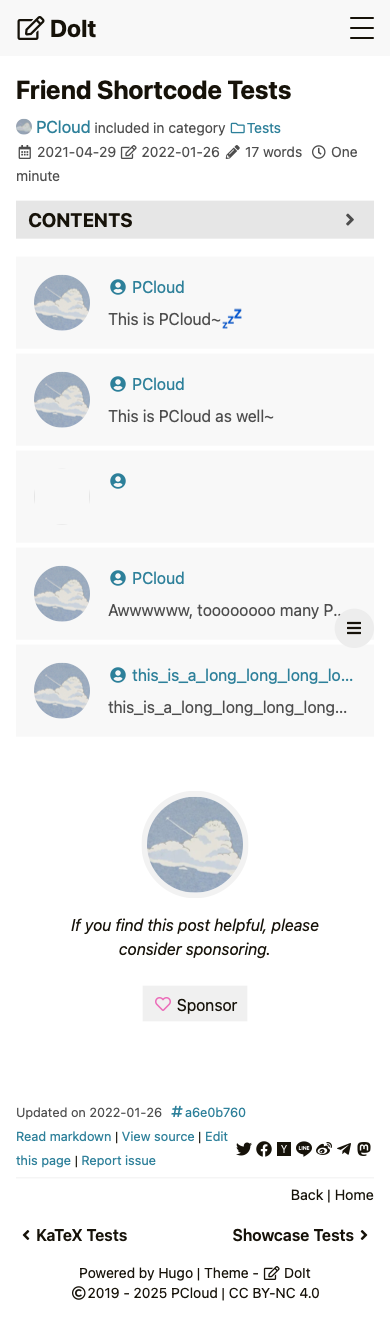 DoIt
Friend Shortcode Tests
PCloud included in category Tests
2021-04-29 2022-01-26 17 words One
minute
CONTENTS
PCloud
This is PCloud~💤
PCloud
This is PCloud as well~
PCloud
Awwwwww, toooooooo many P...
this_is_a_long_long_long_lo...
this_is_a_long_long_long_long...
If you find this post helpful, please
consider sponsoring.
Sponsor
Updated on 2022-01-26 #a6e0b760
Read markdown | View source | Edit
this page | Report issue
Back | Home
KaTeX Tests
Showcase Tests
Powered by Hugo | Theme - DoIt
©2019 - 2025 PCloud | CC BY-NC 4.0